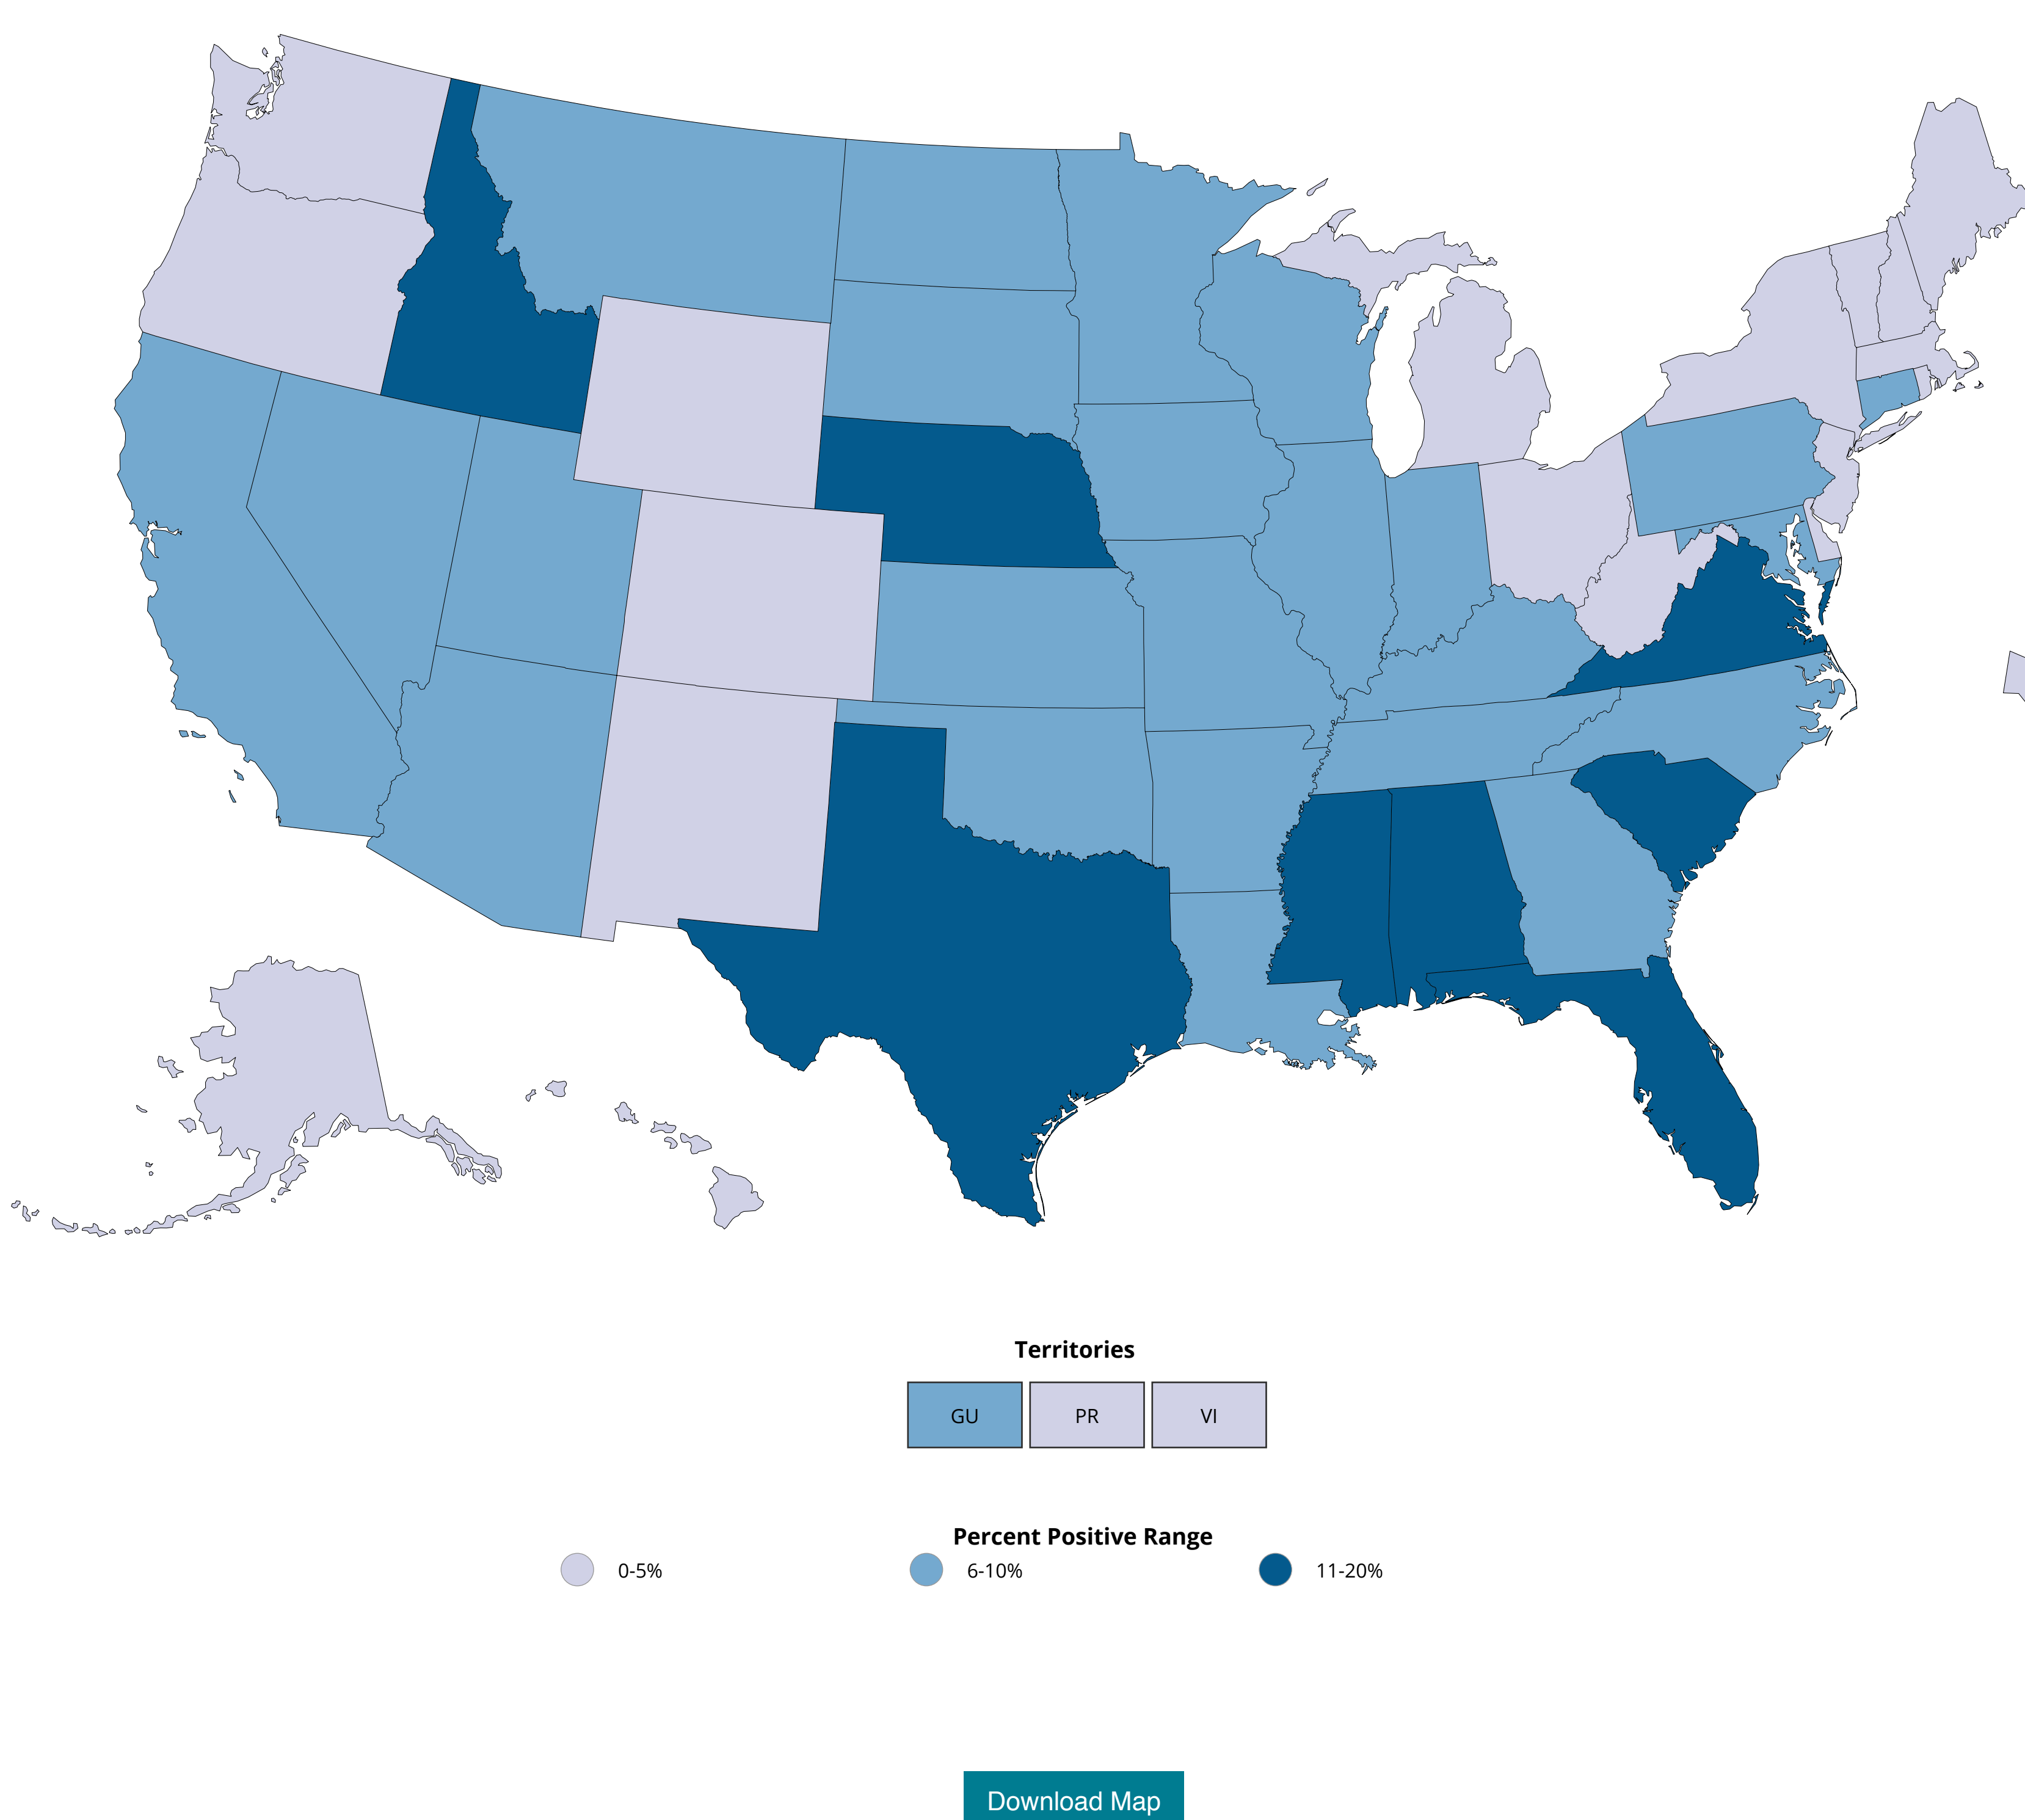 Territories
GU PR VI
Percent Positive Range
0-5% 6-10% 11-20%
Download Map